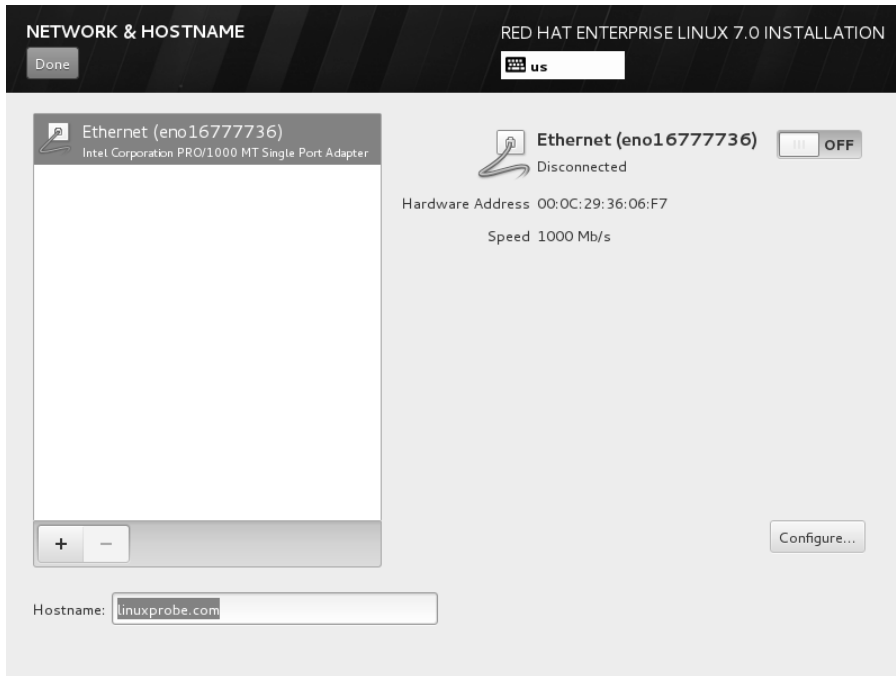 NETWORK & HOSTNAME
RED HAT ENTERPRISE LINUX 7.0 INSTALLATION
Done
us
Ethernet (eno16777736)
Intel Corporation PRO/1000 MT Single Port Adapter
Ethernet (eno16777736)
OFF
Disconnected
Hardware Address 00:0C:29:36:06:F7
Speed 1000 Mb/s
+ −
Configure...
Hostname: linuxprobe.com